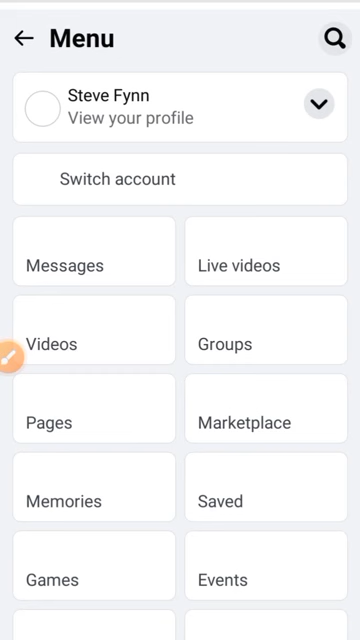 Menu
Steve Fynn
View your profile
Switch account
Messages
Live videos
Videos
Groups
Pages
Marketplace
Memories
Saved
Games
Events